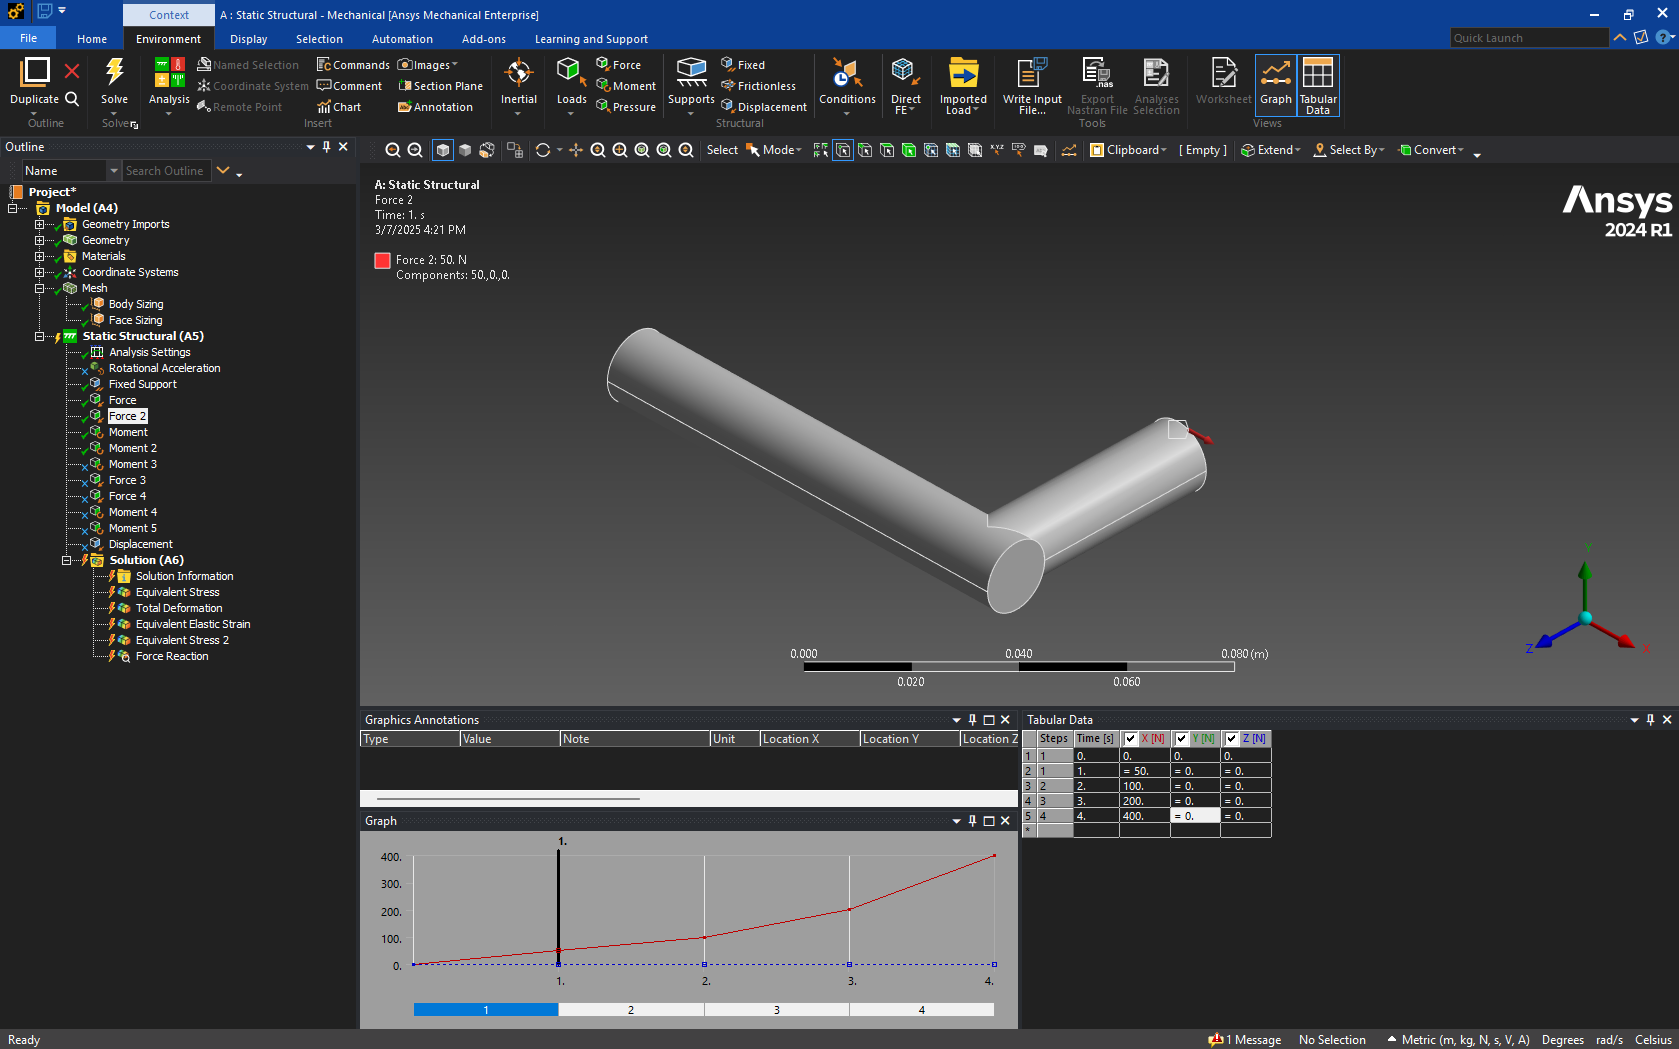 Context
A : Static Structural - Mechanical [Ansys Mechanical Enterprise]
File Home Environment Display Selection Automation Add-ons Learning and Support
Quick Launch
Duplicate
Outline
Solve
Solver
Analysis
Named Selection
Coordinate System
Remote Point
Commands
Comment
Chart
Images
Section Plane
Annotation
Insert
Inertial
Loads
Force
Moment
Pressure
Supports
Fixed
Frictionless
Displacement
Structural
Conditions
Direct FE
Imported Load
Write Input File...
Export Nastran File
.nas
Analyses Selection
Tools
Worksheet
Graph
Tabular Data
Views
Outline
Name Search Outline
Select Mode Clipboard [ Empty ] Extend Select By Convert
Project*
Model (A4)
Geometry Imports
Geometry
Materials
Coordinate Systems
Mesh
Body Sizing
Face Sizing
Static Structural (A5)
Analysis Settings
Rotational Acceleration
Fixed Support
Force
Force 2
Moment
Moment 2
Moment 3
Force 3
Force 4
Moment 4
Moment 5
Displacement
Solution (A6)
Solution Information
Equivalent Stress
Total Deformation
Equivalent Elastic Strain
Equivalent Stress 2
Force Reaction
A: Static Structural
Force 2
Time: 1. s
3/7/2025 4:21 PM
Force 2: 50. N
Components: 50.,0.,0.
Ansys
2024 R1
Y
Z
X
0.000 0.040 0.080 (m)
0.020 0.060
Graphics Annotations
Type Value Note Unit Location X Location Y Location Z
Graph
1.
400.
300.
200.
100.
0.
1. 2. 3. 4.
1 2 3 4
Tabular Data
Steps Time [s] X [N] Y [N] Z [N]
1 1 0. 0. 0. 0.
2 1 1. = 50. = 0. = 0.
3 2 2. 100. = 0. = 0.
4 3 3. 200. = 0. = 0.
5 4 4. 400. = 0. = 0.
*
Ready 1 Message No Selection Metric (m, kg, N, s, V, A) Degrees rad/s Celsius